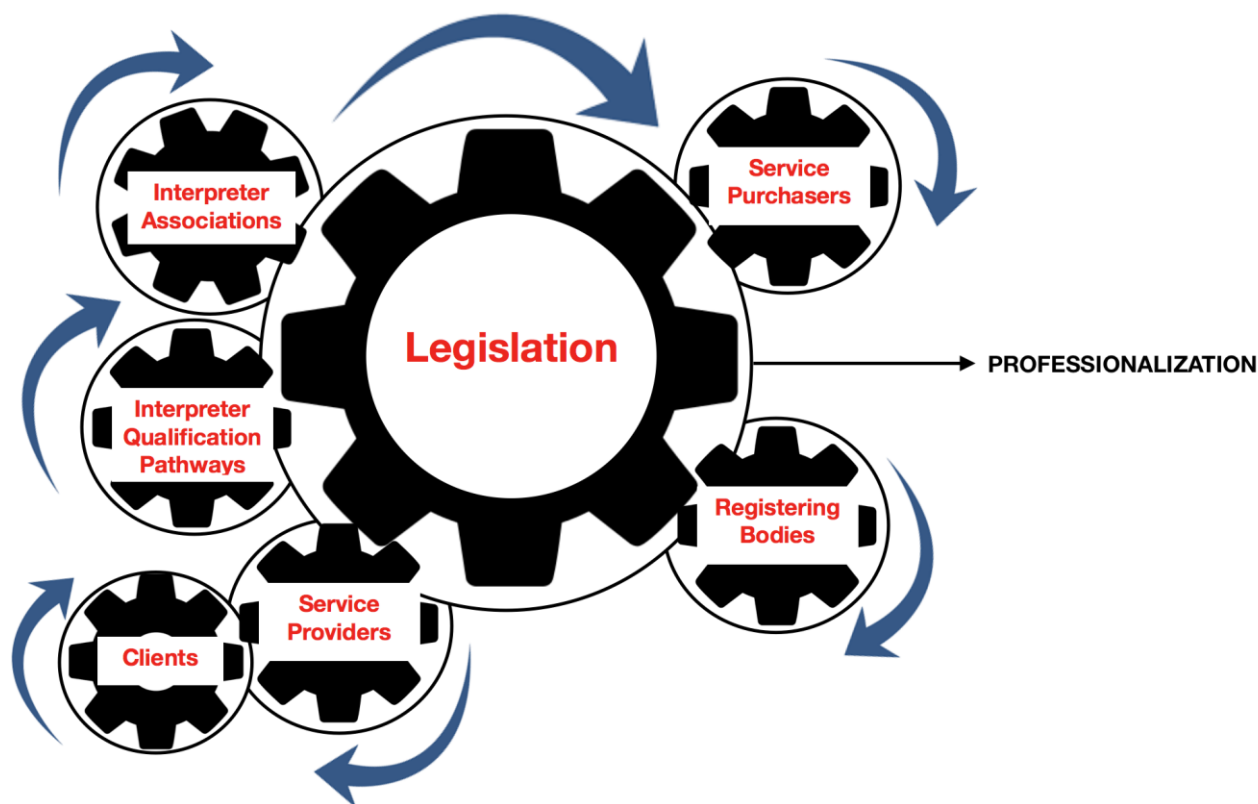 Interpreter
Associations
Service
Purchasers
Legislation
PROFESSIONALIZATION
Interpreter
Qualification
Pathways
Registering
Bodies
Service
Providers
Clients